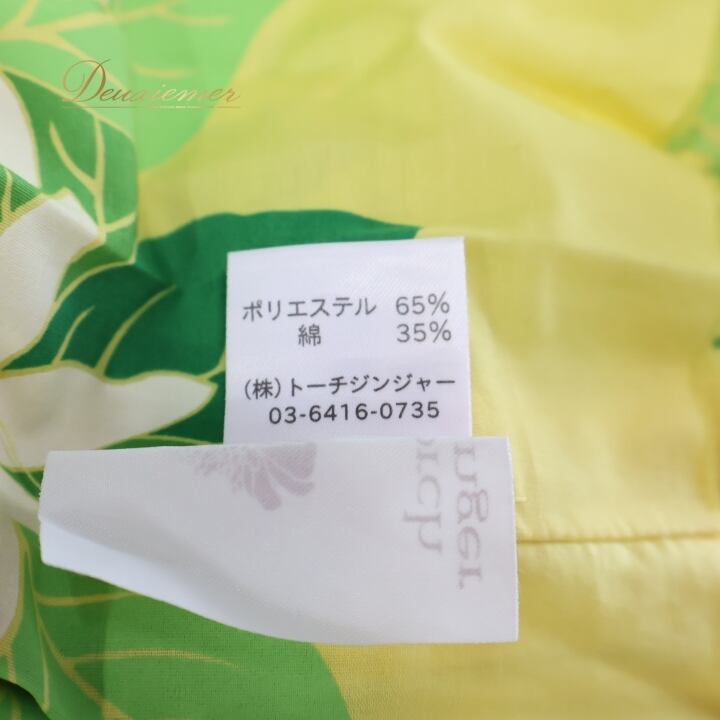 Deuxiemer
ポリエステル 65%
綿 35%
(株)トーチジンジャー
03-6416-0735